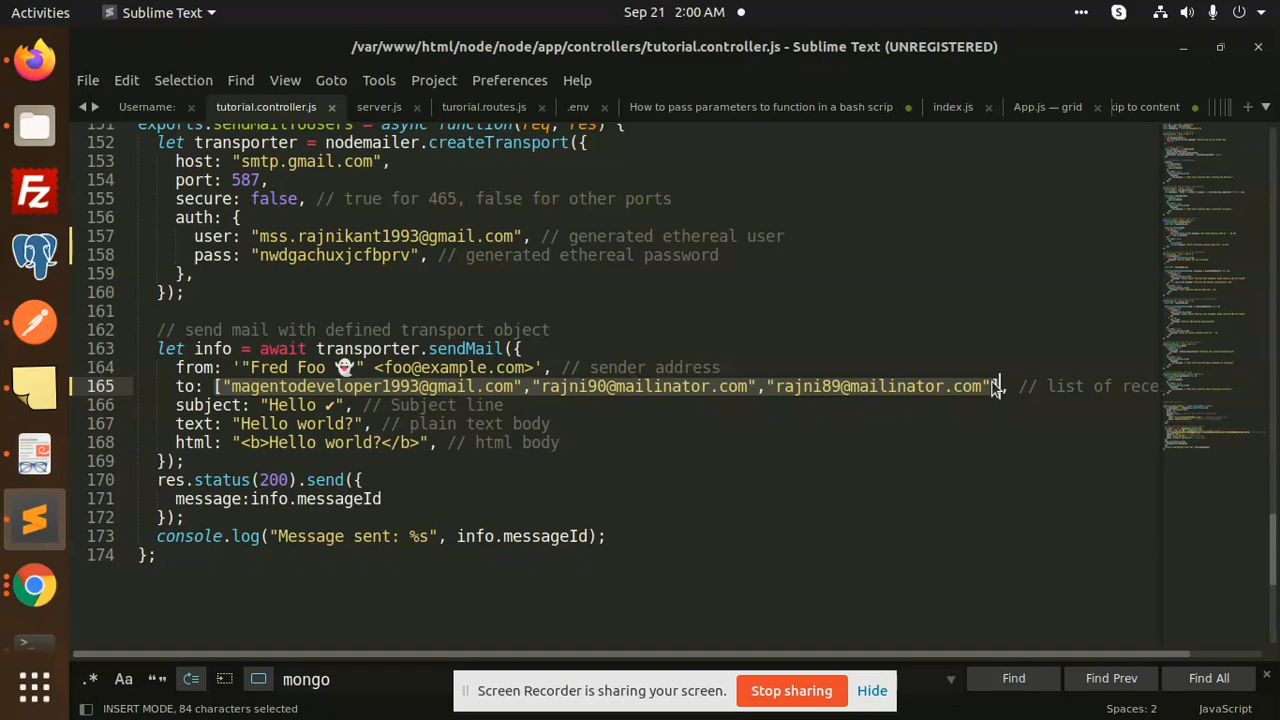 Activities
Sublime Text
Sep 21 2:00 AM
/var/www/html/node/node/app/controllers/tutorial.controller.js - Sublime Text (UNREGISTERED)
File Edit Selection Find View Goto Tools Project Preferences Help
Username: tutorial.controller.js server.js turorial.routes.js .env How to pass parameters to function in a bash scrip index.js App.js — grid kip to content
151 exports.sendMailToUsers = async function(req, res) {
152 let transporter = nodemailer.createTransport({
153 host: "smtp.gmail.com",
154 port: 587,
155 secure: false, // true for 465, false for other ports
156 auth: {
157 user: "mss.rajnikant1993@gmail.com", // generated ethereal user
158 pass: "nwdgachuxjcfbprv", // generated ethereal password
159 },
160 });
161
162 // send mail with defined transport object
163 let info = await transporter.sendMail({
164 from: '"Fred Foo 👻" <foo@example.com>', // sender address
165 to: ["magentodeveloper1993@gmail.com","rajni90@mailinator.com","rajni89@mailinator.com"], // list of rece
166 subject: "Hello ✔", // Subject line
167 text: "Hello world?", // plain text body
168 html: "<b>Hello world?</b>", // html body
169 });
170 res.status(200).send({
171 message:info.messageId
172 });
173 console.log("Message sent: %s", info.messageId);
174 };
.* Aa “” mongo Find Find Prev Find All
Screen Recorder is sharing your screen. Stop sharing Hide
INSERT MODE, 84 characters selected
Spaces: 2
JavaScript